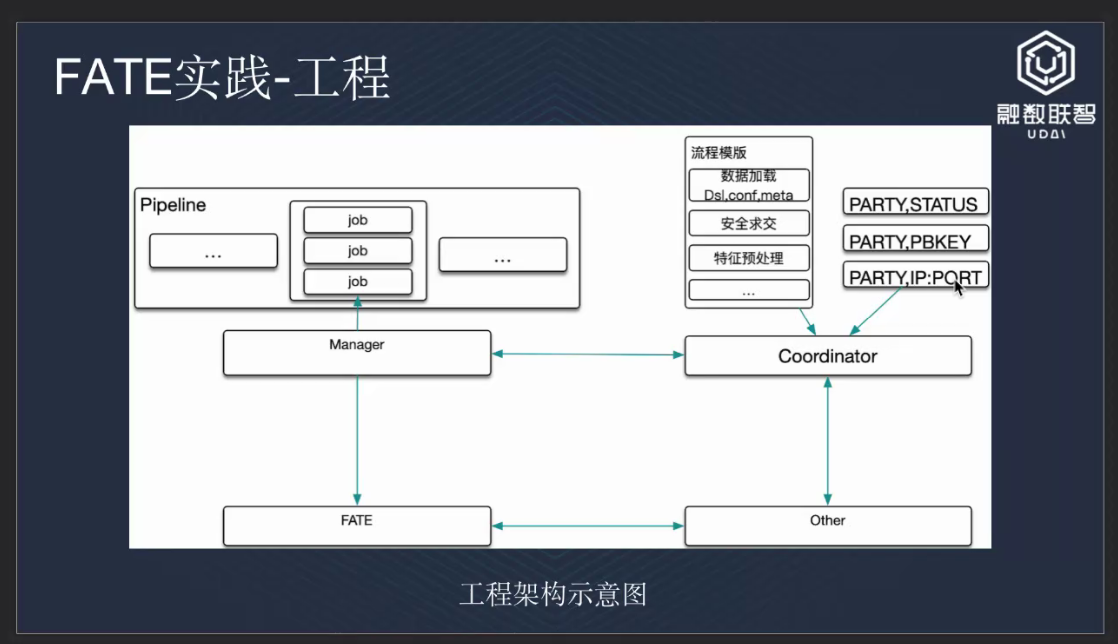 FATE实践-工程
融数联智
UDAI
Pipeline
...
job
job
job
...
流程模版
数据加载
Dsl,conf,meta
安全求交
特征预处理
...
PARTY,STATUS
PARTY,PBKEY
PARTY,IP:PORT
Manager
Coordinator
FATE
Other
工程架构示意图